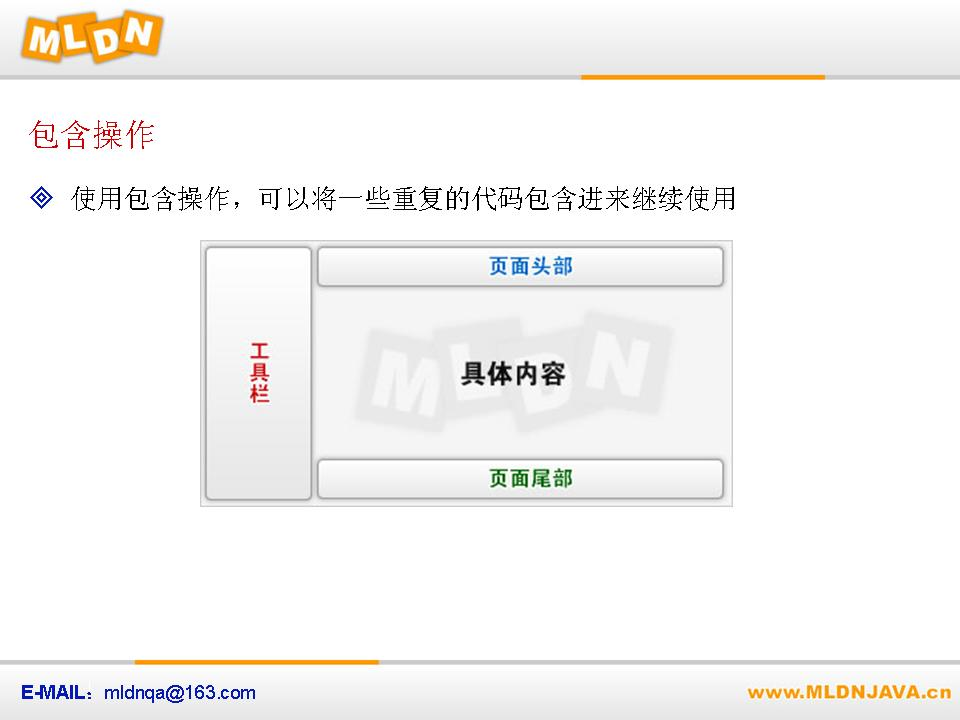 MLDN
包含操作
使用包含操作，可以将一些重复的代码包含进来继续使用
页面头部
工具栏
MLDN
具体内容
页面尾部
E-MAIL：mldnqa@163.com
www.MLDNJAVA.cn